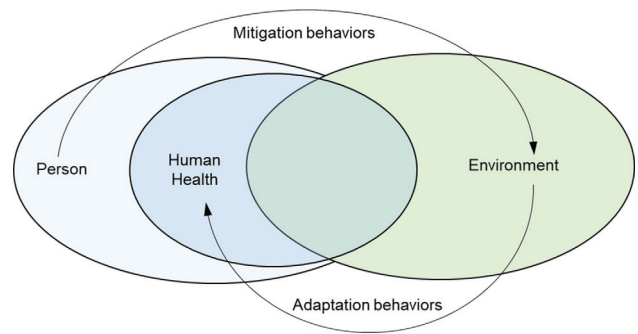 Mitigation behaviors
Person
Human
Health
Environment
Adaptation behaviors